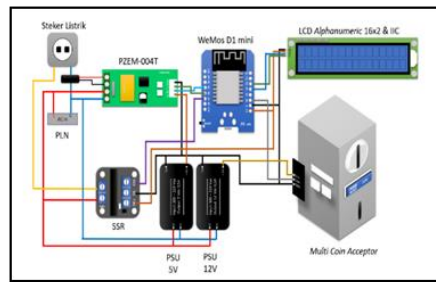 Steker Listrik
PZEM-004T
WeMos D1 mini
LCD Alphanumeric 16x2 & IIC
PLN
SSR
PSU
5V
PSU
12V
Multi Coin Acceptor